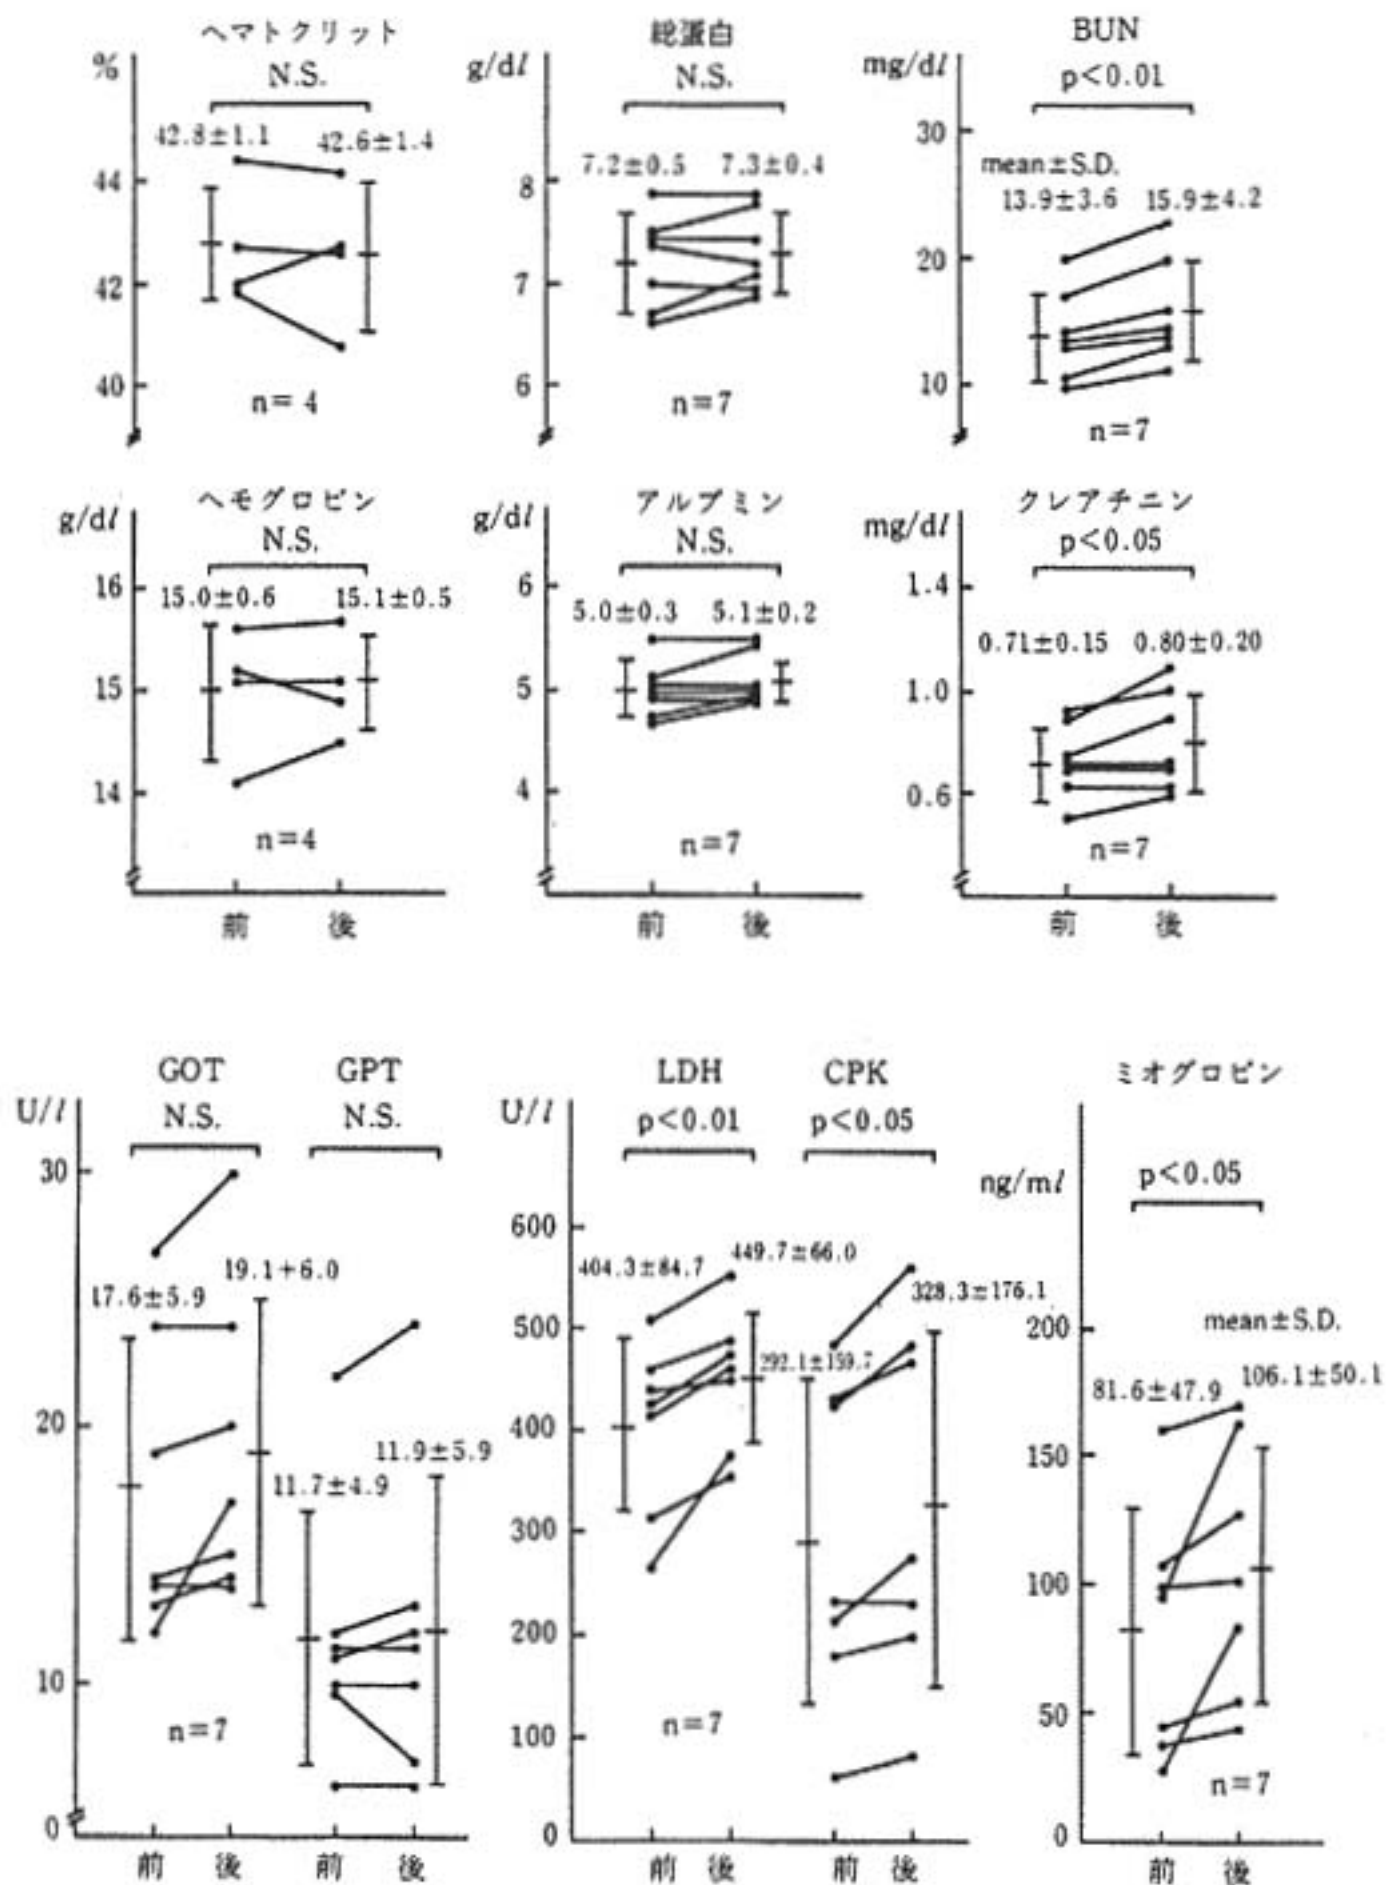 ヘマトクリット
%
N.S.
42.8±1.1
42.6±1.4
44
42
40
n=4
総蛋白
g/dl
N.S.
7.2±0.5
7.3±0.4
8
7
6
n=7
BUN
mg/dl
p<0.01
30
mean±S.D.
13.9±3.6
15.9±4.2
20
10
n=7
ヘモグロビン
g/dl
N.S.
16
15.0±0.6
15.1±0.5
15
14
n=4
前
後
アルブミン
g/dl
N.S.
6
5.0±0.3
5.1±0.2
5
4
n=7
前
後
クレアチニン
mg/dl
p<0.05
1.4
0.71±0.15
0.80±0.20
1.0
0.6
n=7
前
後
GOT
GPT
U/l
N.S.
N.S.
30
19.1+6.0
17.6±5.9
20
11.9±5.9
11.7±4.9
10
n=7
0
前
後
前
後
LDH
CPK
U/l
p<0.01
p<0.05
600
449.7±66.0
404.3±84.7
328.3±176.1
500
292.1±159.7
400
300
200
100
n=7
0
前
後
前
後
ミオグロビン
p<0.05
ng/ml
200
mean±S.D.
106.1±50.1
81.6±47.9
150
100
50
n=7
0
前
後